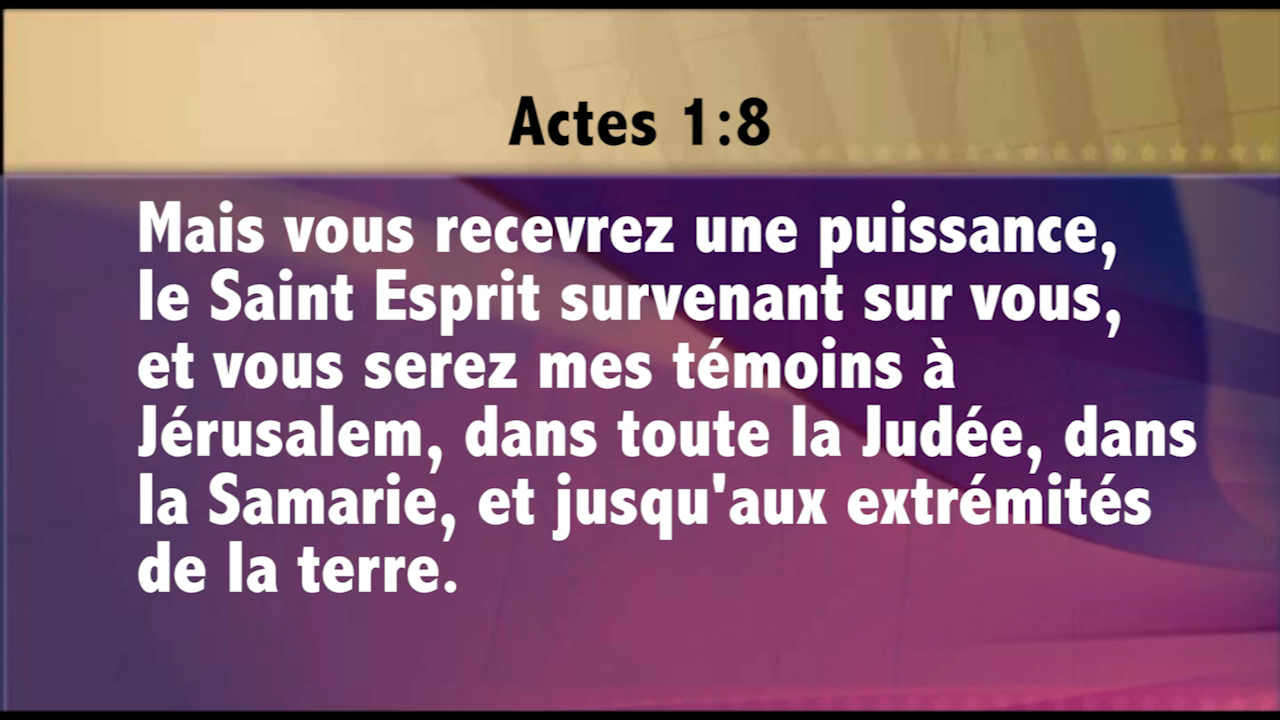 Actes 1:8
Mais vous recevrez une puissance,
le Saint Esprit survenant sur vous,
et vous serez mes témoins à
Jérusalem, dans toute la Judée, dans
la Samarie, et jusqu'aux extrémités
de la terre.